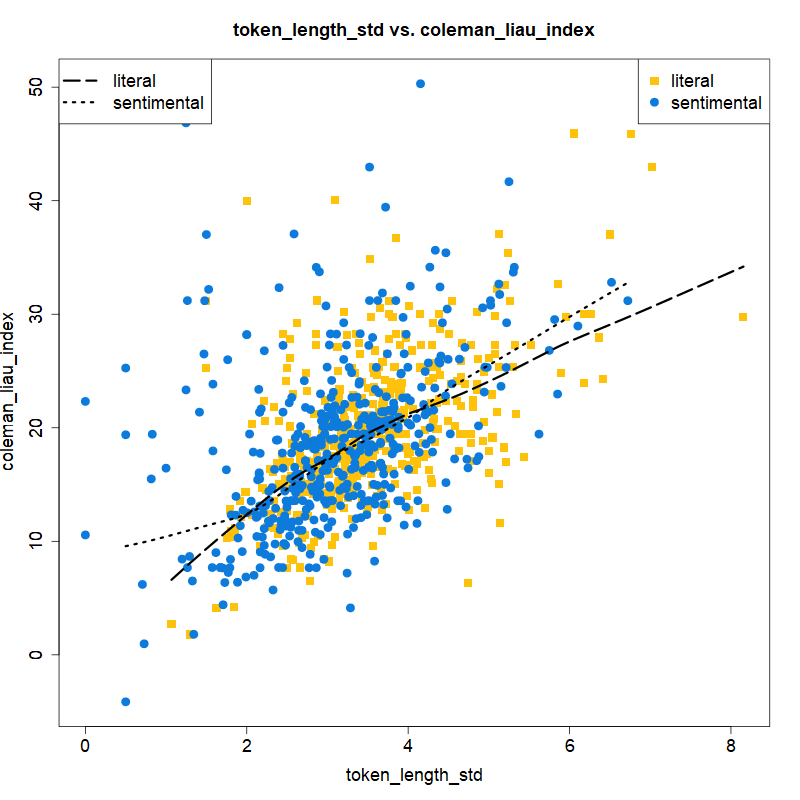 token_length_std vs. coleman_liau_index
literal
sentimental
literal
sentimental
coleman_liau_index
50
40
30
20
10
0
0 2 4 6 8
token_length_std